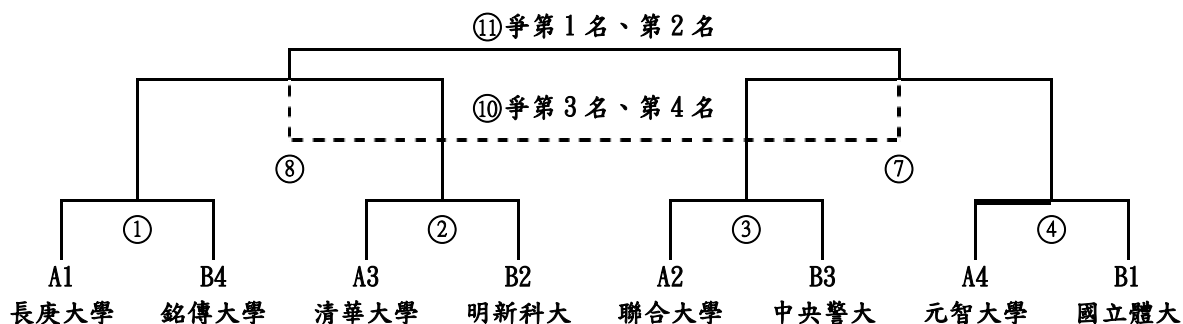 ⑪爭第1名、第2名
⑩爭第3名、第4名
⑧ ⑦
① ② ③ ④
A1 B4 A3 B2 A2 B3 A4 B1
長庚大學 銘傳大學 清華大學 明新科大 聯合大學 中央警大 元智大學 國立體大